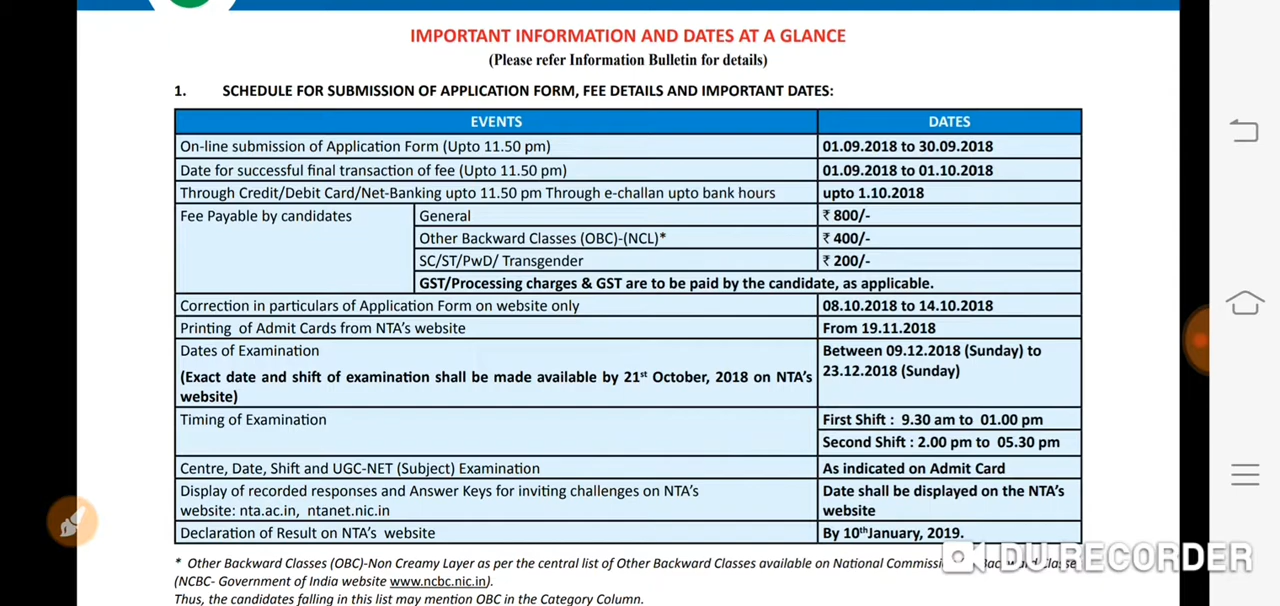 IMPORTANT INFORMATION AND DATES AT A GLANCE
(Please refer Information Bulletin for details)
1. SCHEDULE FOR SUBMISSION OF APPLICATION FORM, FEE DETAILS AND IMPORTANT DATES:
EVENTS DATES
On-line submission of Application Form (Upto 11.50 pm) 01.09.2018 to 30.09.2018
Date for successful final transaction of fee (Upto 11.50 pm) 01.09.2018 to 01.10.2018
Through Credit/Debit Card/Net-Banking upto 11.50 pm Through e-challan upto bank hours upto 1.10.2018
Fee Payable by candidates General ₹ 800/-
Other Backward Classes (OBC)-(NCL)* ₹ 400/-
SC/ST/PwD/ Transgender ₹ 200/-
GST/Processing charges & GST are to be paid by the candidate, as applicable.
Correction in particulars of Application Form on website only 08.10.2018 to 14.10.2018
Printing of Admit Cards from NTA's website From 19.11.2018
Dates of Examination Between 09.12.2018 (Sunday) to
(Exact date and shift of examination shall be made available by 21st October, 2018 on NTA's 23.12.2018 (Sunday)
website)
Timing of Examination First Shift : 9.30 am to 01.00 pm
Second Shift : 2.00 pm to 05.30 pm
Centre, Date, Shift and UGC-NET (Subject) Examination As indicated on Admit Card
Display of recorded responses and Answer Keys for inviting challenges on NTA's Date shall be displayed on the NTA's
website: nta.ac.in, ntanet.nic.in website
Declaration of Result on NTA's website By 10thJanuary, 2019.
DU RECORDER
* Other Backward Classes (OBC)-Non Creamy Layer as per the central list of Other Backward Classes available on National
(NCBC- Government of India website www.ncbc.nic.in).
Thus, the candidates falling in this list may mention OBC in the Category Column.